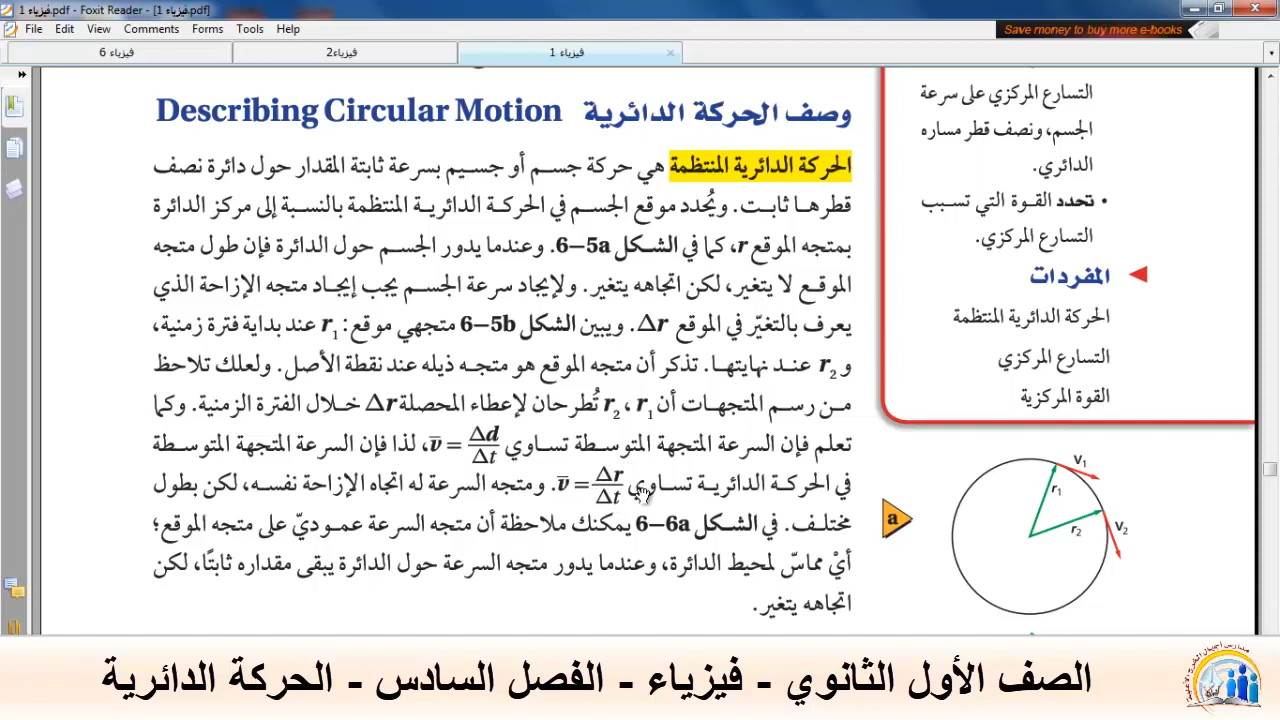 فيزياء 1.pdf - Foxit Reader - [فيزياء 1.pdf]
File Edit View Tools Comments Forms Help
Save money to buy more e-books
فيزياء 6
فيزياء2
فيزياء 1
وصف الحركة الدائرية Describing Circular Motion
الحركة الدائرية المنتظمة هي حركة جسم أو جسيم بسرعة ثابتة المقدار حول دائرة نصف
قطرها ثابت. ويُحدد موقع الجسم في الحركة الدائرية المنتظمة بالنسبة إلى مركز الدائرة
بمتجه الموقع r، كما في الشكل 6–5a. وعندما يدور الجسم حول الدائرة فإن طول متجه
الموقع لا يتغير، لكن اتجاهه يتغير. ولإيجاد سرعة الجسم يجب إيجاد متجه الإزاحة الذي
يعرف بالتغيّر في الموقع Δr. ويبين الشكل 6–5b متجهي موقع: r₁ عند بداية فترة زمنية،
و r₂ عند نهايتها. تذكر أن متجه الموقع هو متجه ذيله عند نقطة الأصل. ولعلك تلاحظ
من رسم المتجهات أن r₁ ، r₂ تُطرحان لإعطاء المحصلة Δr خلال الفترة الزمنية. وكما
تعلم فإن السرعة المتجهة المتوسطة تساوي v̄ = Δd/Δt، لذا فإن السرعة المتجهة المتوسطة
في الحركة الدائرية تساوي v̄ = Δr/Δt. ومتجه السرعة له اتجاه الإزاحة نفسه، لكن بطول
مختلف. في الشكل 6–6a يمكنك ملاحظة أن متجه السرعة عموديّ على متجه الموقع؛
أيْ مماسّ لمحيط الدائرة، وعندما يدور متجه السرعة حول الدائرة يبقى مقداره ثابتًا، لكن
اتجاهه يتغير.
التسارع المركزي على سرعة
الجسم، ونصف قطر مساره
الدائري.
• تحدد القوة التي تسبب
التسارع المركزي.
المفردات
الحركة الدائرية المنتظمة
التسارع المركزي
القوة المركزية
a
v₁
r₁
r₂
v₂
الصف الأول الثانوي - فيزياء - الفصل السادس - الحركة الدائرية